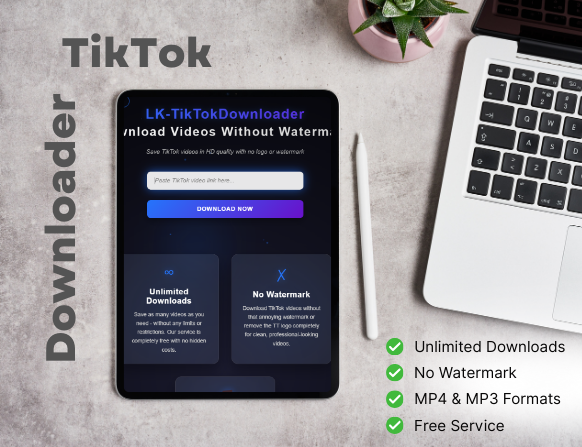 TikTok
Downloader
LK-TikTokDownloader
nload Videos Without Waterma
Save TikTok videos in HD quality with no logo or watermark
Paste TikTok video link here...
DOWNLOAD NOW
∞
Unlimited
Downloads
Save as many videos as you
need - without any limits or
restrictions. Our service is
completely free with no hidden
costs.
No Watermark
Download TikTok videos without
that annoying watermark or
remove the TT logo completely
for clean, professional-looking
videos.
Unlimited Downloads
No Watermark
MP4 & MP3 Formats
Free Service